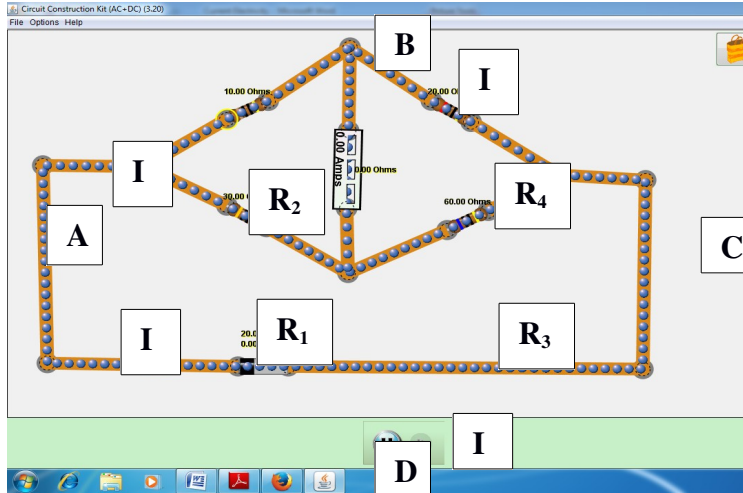 Circuit Construction Kit (AC+DC) (3.20)
File Options Help
B
I
10.00 Ohms
20.00 Ohms
0.00 Amps
0.00 Ohms
I
30.00
R2
60.00 Ohms
R4
A
C
I
20.0
0.00
R1
R3
I
D